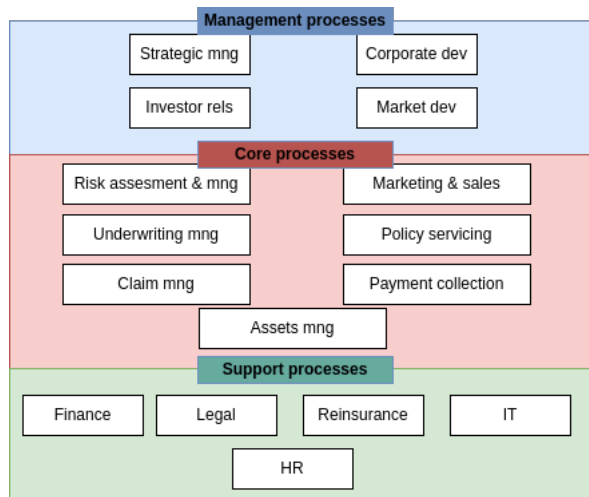 Management processes
Strategic mng
Corporate dev
Investor rels
Market dev
Core processes
Risk assesment & mng
Marketing & sales
Underwriting mng
Policy servicing
Claim mng
Payment collection
Assets mng
Support processes
Finance
Legal
Reinsurance
IT
HR